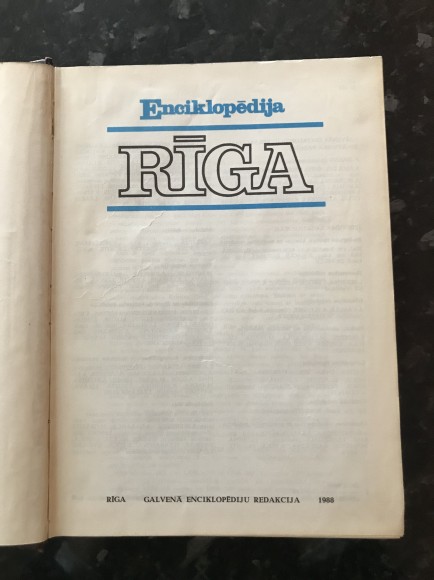 Enciklopēdija
RĪGA
RĪGA GALVENĀ ENCIKLOPĒDIJU REDAKCIJA 1988